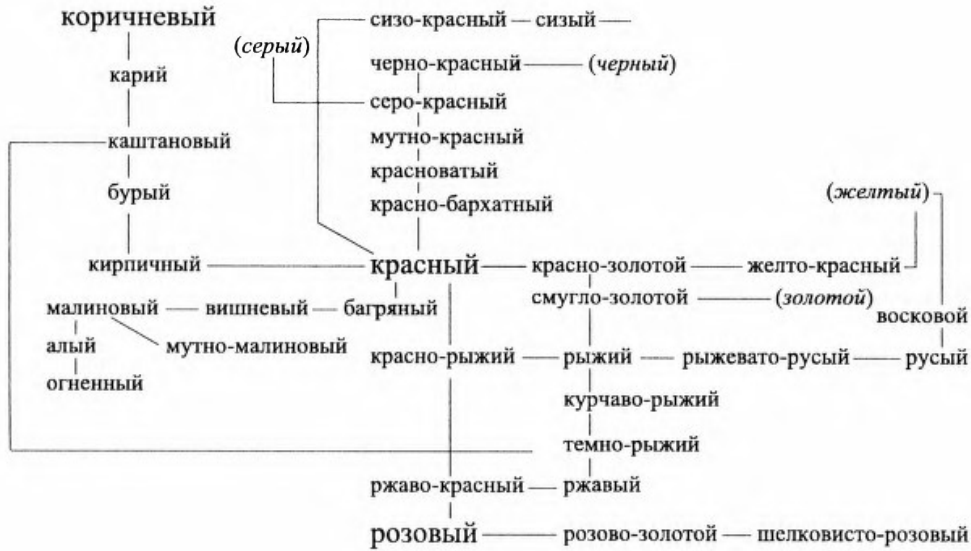 коричневый
сизо-красный — сизый —
(серый)
черно-красный — (черный)
карий
серо-красный
каштановый
мутно-красный
красноватый
бурый
красно-бархатный
(желтый)
кирпичный — красный — красно-золотой — желто-красный
смугло-золотой — (золотой)
малиновый — вишневый — багряный
восковой
алый
мутно-малиновый
красно-рыжий — рыжий — рыжевато-русый — русый
огненный
курчаво-рыжий
темно-рыжий
ржаво-красный — ржавый
розовый — розово-золотой — шелковисто-розовый